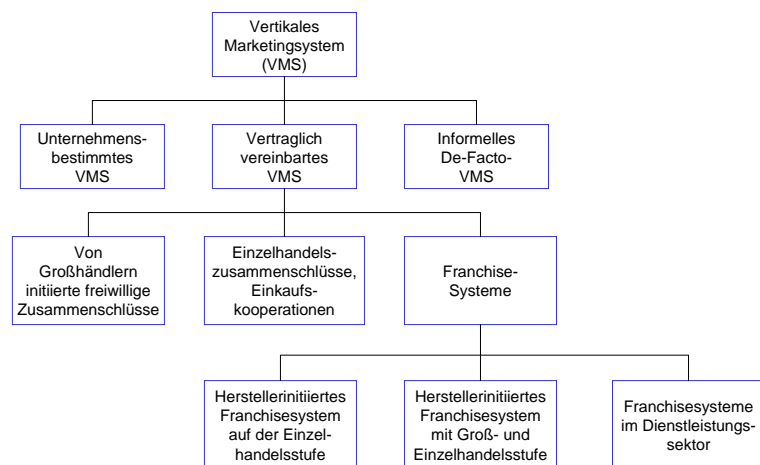 Vertikales
Marketingsystem
(VMS)
Unternehmens-
bestimmtes
VMS
Vertraglich
vereinbartes
VMS
Informelles
De-Facto-
VMS
Von
Großhändlern
initiierte freiwillige
Zusammenschlüsse
Einzelhandels-
zusammenschlüsse,
Einkaufs-
kooperationen
Franchise-
Systeme
Herstellerinitiiertes
Franchisesystem
auf der Einzel-
handelsstufe
Herstellerinitiiertes
Franchisesystem
mit Groß- und
Einzelhandelsstufe
Franchisesysteme
im Dienstleistungs-
sektor